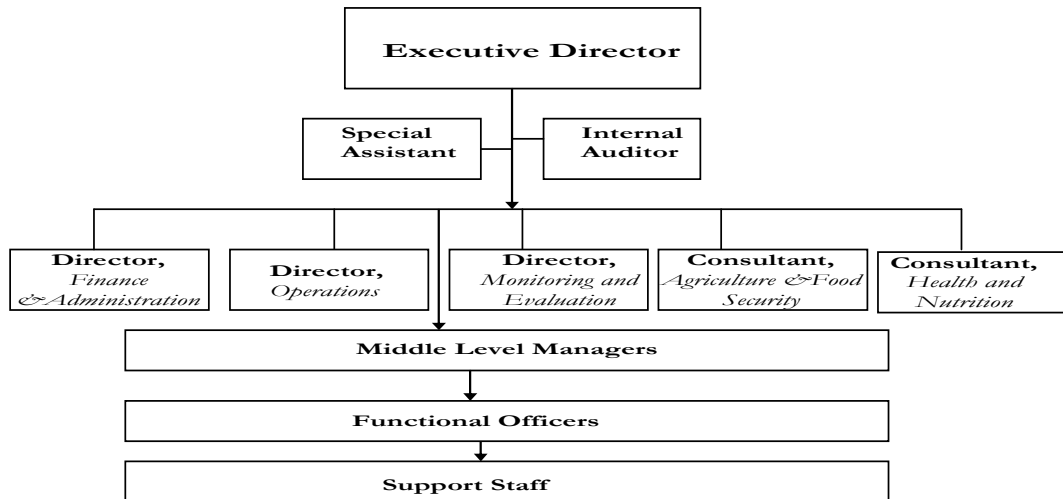 Executive Director
Special
Assistant
Internal
Auditor
Director,
Finance
&Administration
Director,
Operations
Director,
Monitoring and
Evaluation
Consultant,
Agriculture &Food
Security
Consultant,
Health and
Nutrition
Middle Level Managers
Functional Officers
Support Staff